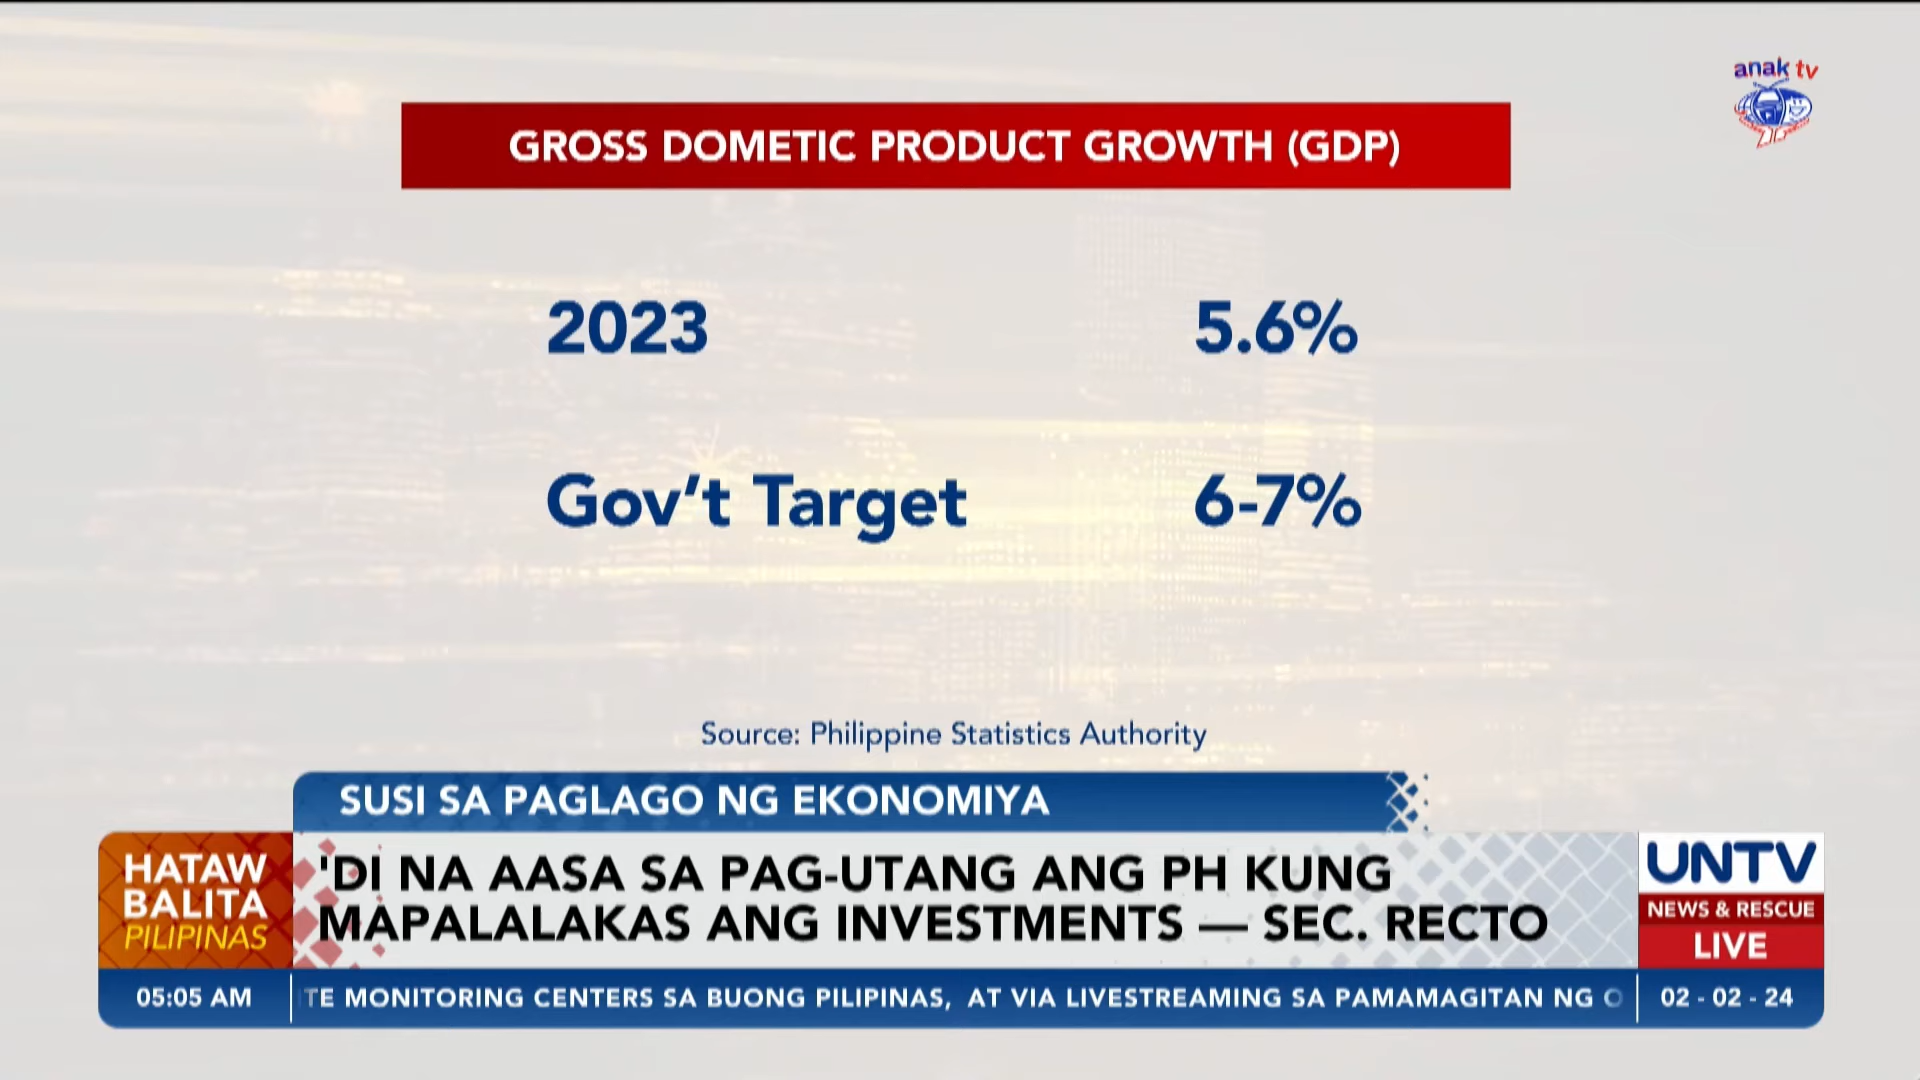 anak tv
GROSS DOMETIC PRODUCT GROWTH (GDP)
2023 5.6%
Gov't Target 6-7%
Source: Philippine Statistics Authority
SUSI SA PAGLAGO NG EKONOMIYA
HATAW
BALITA
PILIPINAS
'DI NA AASA SA PAG-UTANG ANG PH KUNG
MAPALALAKAS ANG INVESTMENTS — SEC. RECTO
UNTV
NEWS & RESCUE
LIVE
05:05 AM
TE MONITORING CENTERS SA BUONG PILIPINAS, AT VIA LIVESTREAMING SA PAMAMAGITAN NG O
02 - 02 - 24